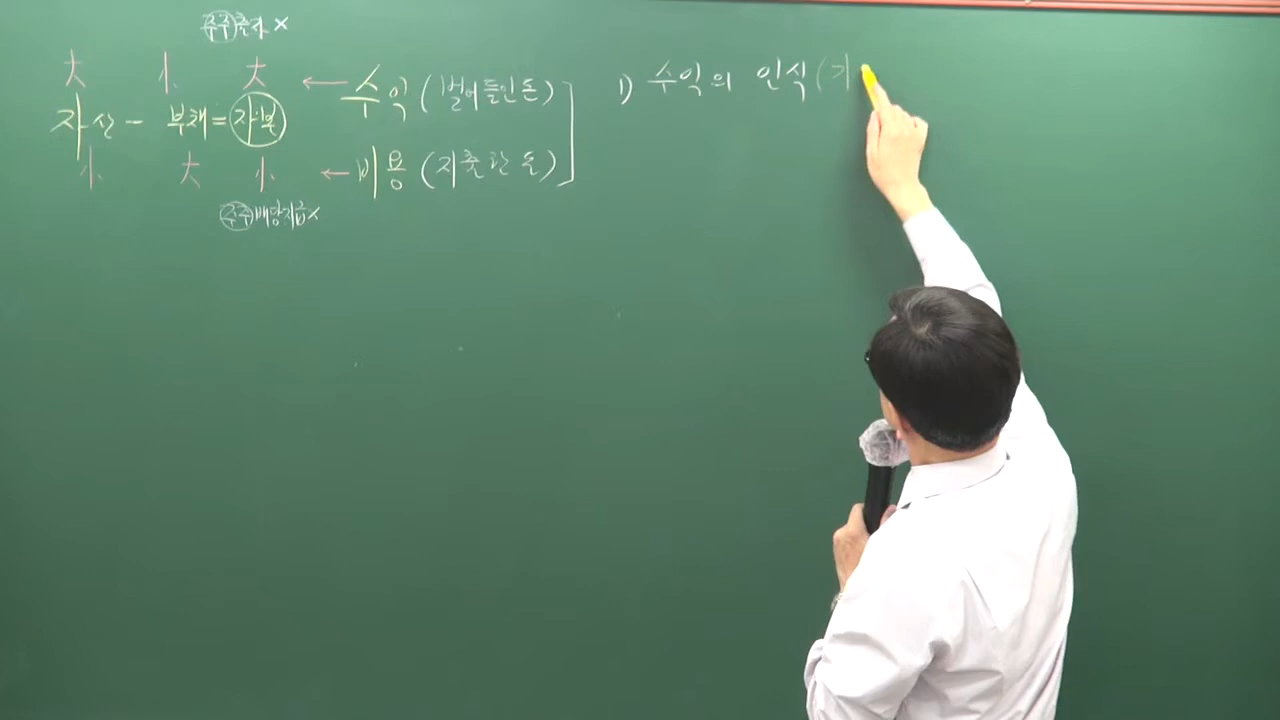 주주출자 ×
大 小 大 ← 수익 (벌어들인 돈)
자산 - 부채 = 자본
小 大 小 ← 비용 (지출한 돈)
주주배당지급 ×
1) 수익의 인식 (기